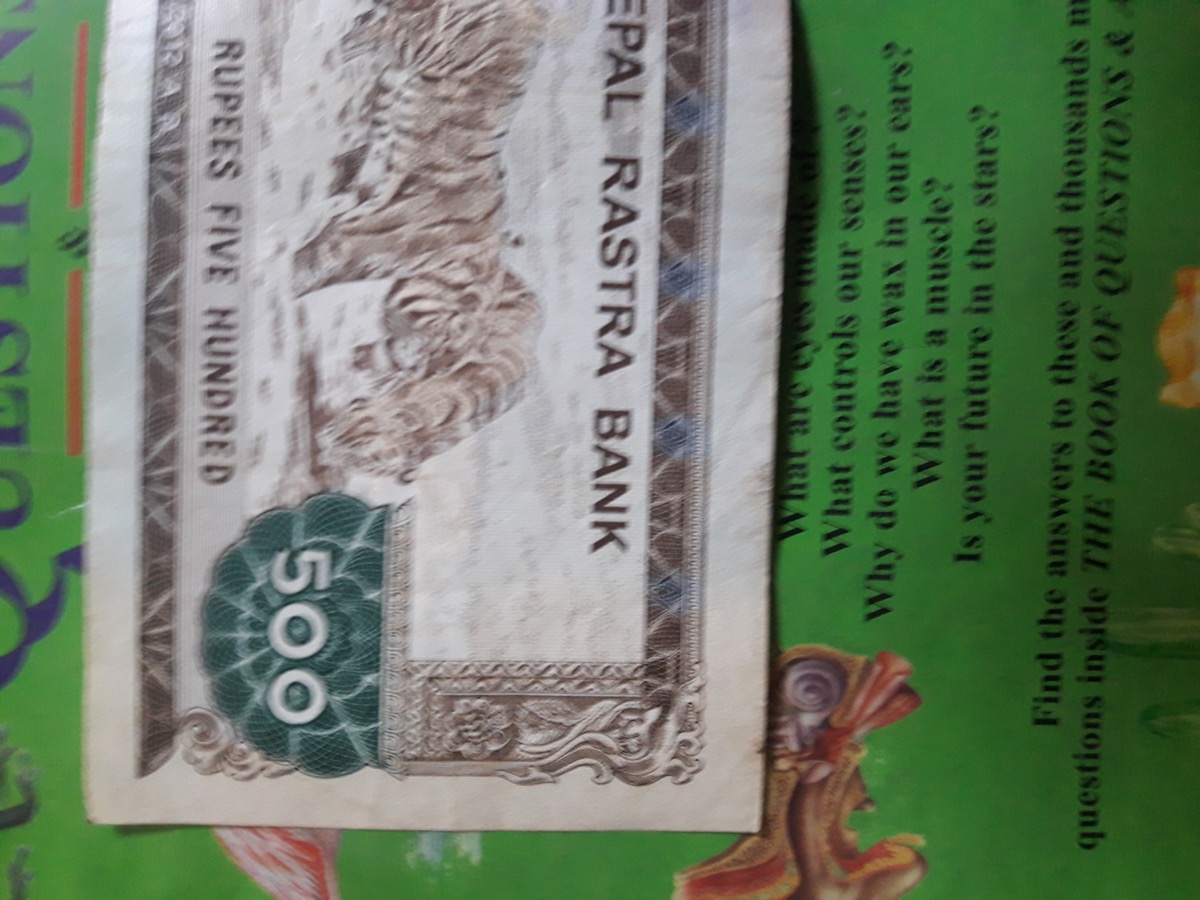 QUESTIONS
&
RUPEES FIVE HUNDRED
500
EPAL RASTRA BANK
What are eyes made of ?
What controls our senses?
Why do we have wax in our ears?
What is a muscle?
Is your future in the stars?
Find the answers to these and thousands m
questions inside THE BOOK OF QUESTIONS & A